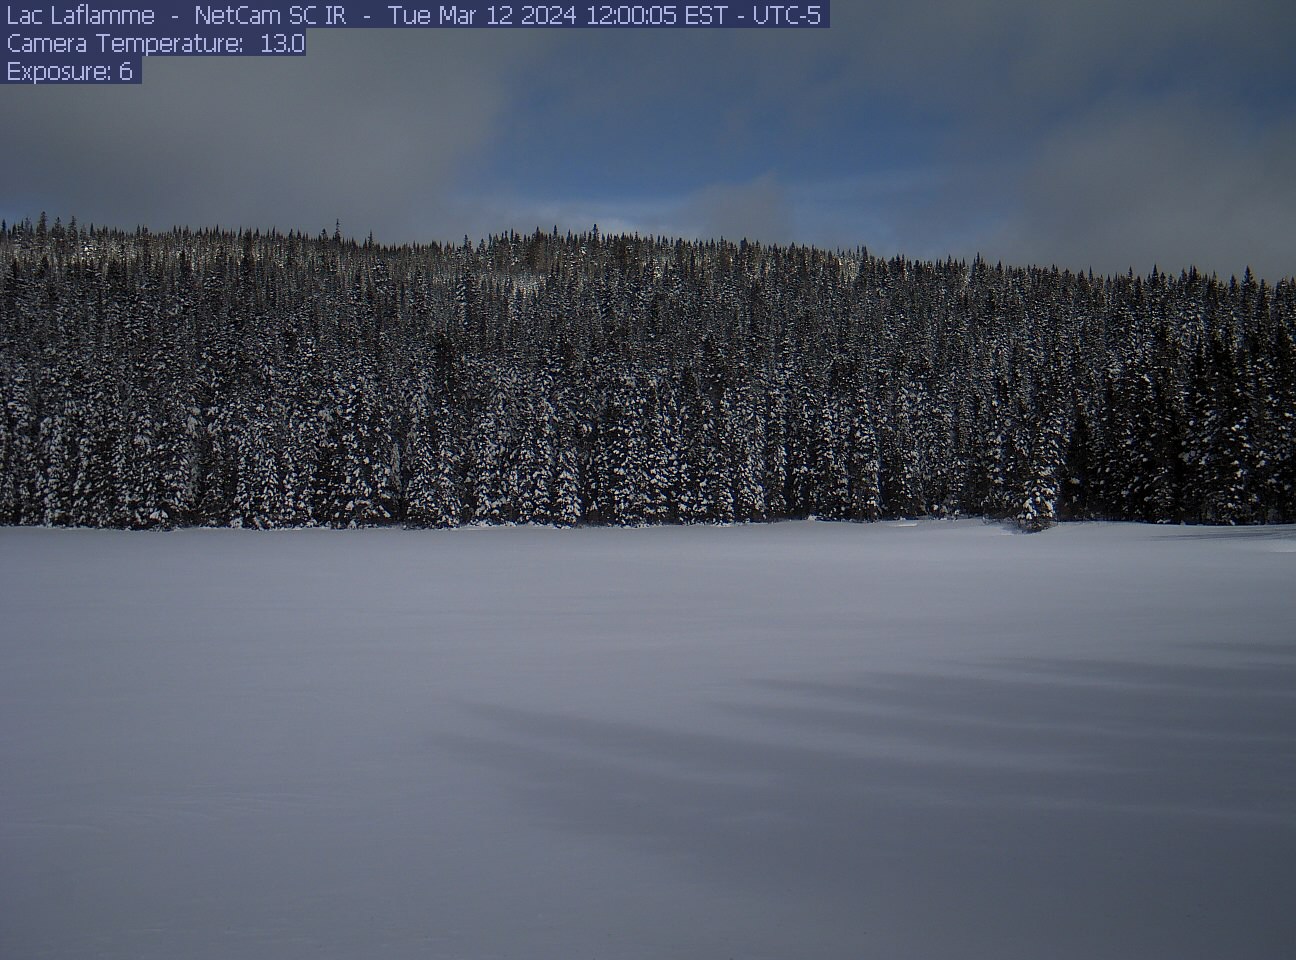 Lac Laflamme - NetCam SC IR - Tue Mar 12 2024 12:00:05 EST - UTC-5
Camera Temperature: 13.0
Exposure: 6